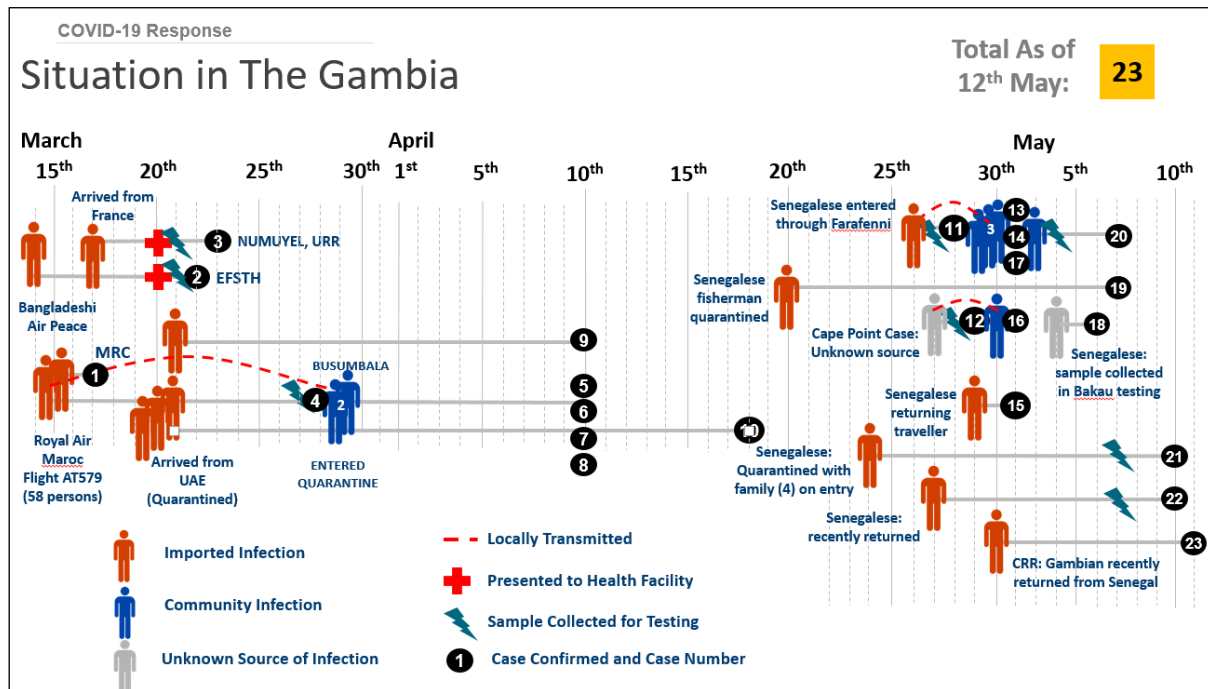 COVID-19 Response
Situation in The Gambia
Total As of
12th May:
23
March
April
May
15th
20th
25th
30th
1st
5th
10th
15th
20th
25th
30th
5th
10th
Arrived from
France
3
NUMUYEL, URR
2
EFSTH
Bangladeshi
Air Peace
MRC
1
9
BUSUMBALA
4
2
5
6
7
8
10
Royal Air
Maroc
Flight AT579
(58 persons)
Arrived from
UAE
(Quarantined)
ENTERED
QUARANTINE
Senegalese entered
through Farafenni
11
3
13
14
17
20
Senegalese
fisherman
quarantined
19
Cape Point Case:
Unknown source
12
16
18
Senegalese:
sample collected
in Bakau testing
Senegalese
returning
traveller
15
Senegalese:
Quarantined with
family (4) on entry
21
Senegalese:
recently returned
22
23
CRR: Gambian recently
returned from Senegal
Imported Infection
Community Infection
Unknown Source of Infection
Locally Transmitted
Presented to Health Facility
Sample Collected for Testing
1
Case Confirmed and Case Number